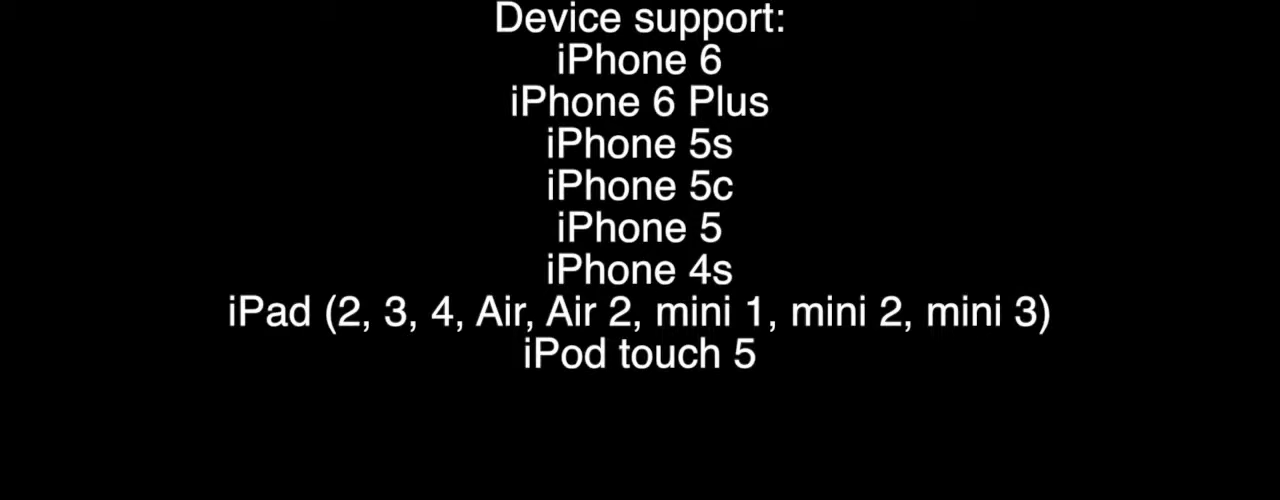 Device support:
iPhone 6
iPhone 6 Plus
iPhone 5s
iPhone 5c
iPhone 5
iPhone 4s
iPad (2, 3, 4, Air, Air 2, mini 1, mini 2, mini 3)
iPod touch 5